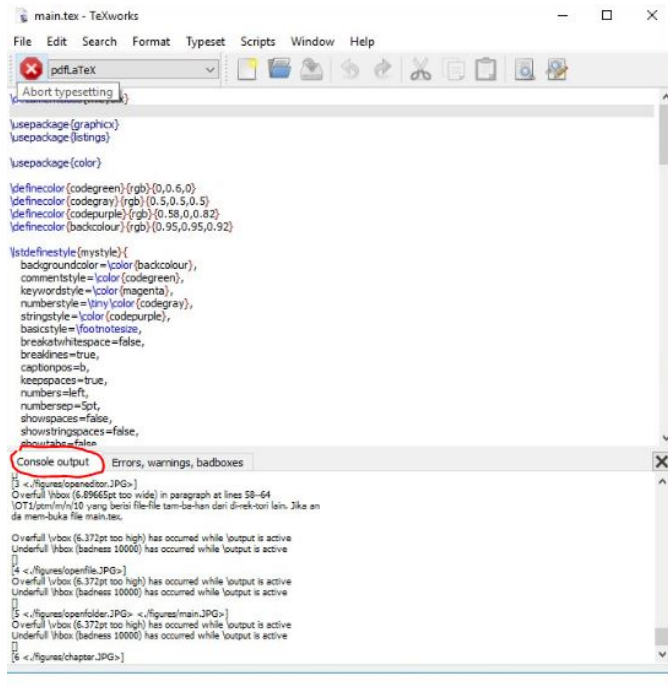 main.tex - TeXworks
File Edit Search Format Typeset Scripts Window Help
pdfLaTeX
Abort typesetting
\usepackage{graphicx}
\usepackage{listings}
\usepackage{color}
\definecolor{codegreen}{rgb}{0,0.6,0}
\definecolor{codegray}{rgb}{0.5,0.5,0.5}
\definecolor{codepurple}{rgb}{0.58,0,0.82}
\definecolor{backcolour}{rgb}{0.95,0.95,0.92}
\lstdefinestyle{mystyle}{
backgroundcolor=\color{backcolour},
commentstyle=\color{codegreen},
keywordstyle=\color{magenta},
numberstyle=\tiny\color{codegray},
stringstyle=\color{codepurple},
basicstyle=\footnotesize,
breakatwhitespace=false,
breaklines=true,
captionpos=b,
keepspaces=true,
numbers=left,
numbersep=5pt,
showspaces=false,
showstringspaces=false,
showtabs=false
Console output Errors, warnings, badboxes
[]
[3 <./figures/openeditor.JPG>]
Overfull \hbox (6.89665pt too wide) in paragraph at lines 58--64
\OT1/ptm/m/n/10 yang berisi file-file tam-ba-han dari di-rek-tori lain. Jika an
da mem-buka file main.tex.
Overfull \vbox (6.372pt too high) has occurred while \output is active
Underfull \hbox (badness 10000) has occurred while \output is active
[]
[4 <./figures/openfile.JPG>]
Overfull \vbox (6.372pt too high) has occurred while \output is active
Underfull \hbox (badness 10000) has occurred while \output is active
[]
[5 <./figures/openfolder.JPG> <./figures/main.JPG>]
Overfull \vbox (6.372pt too high) has occurred while \output is active
Underfull \hbox (badness 10000) has occurred while \output is active
[]
[6 <./figures/chapter.JPG>]